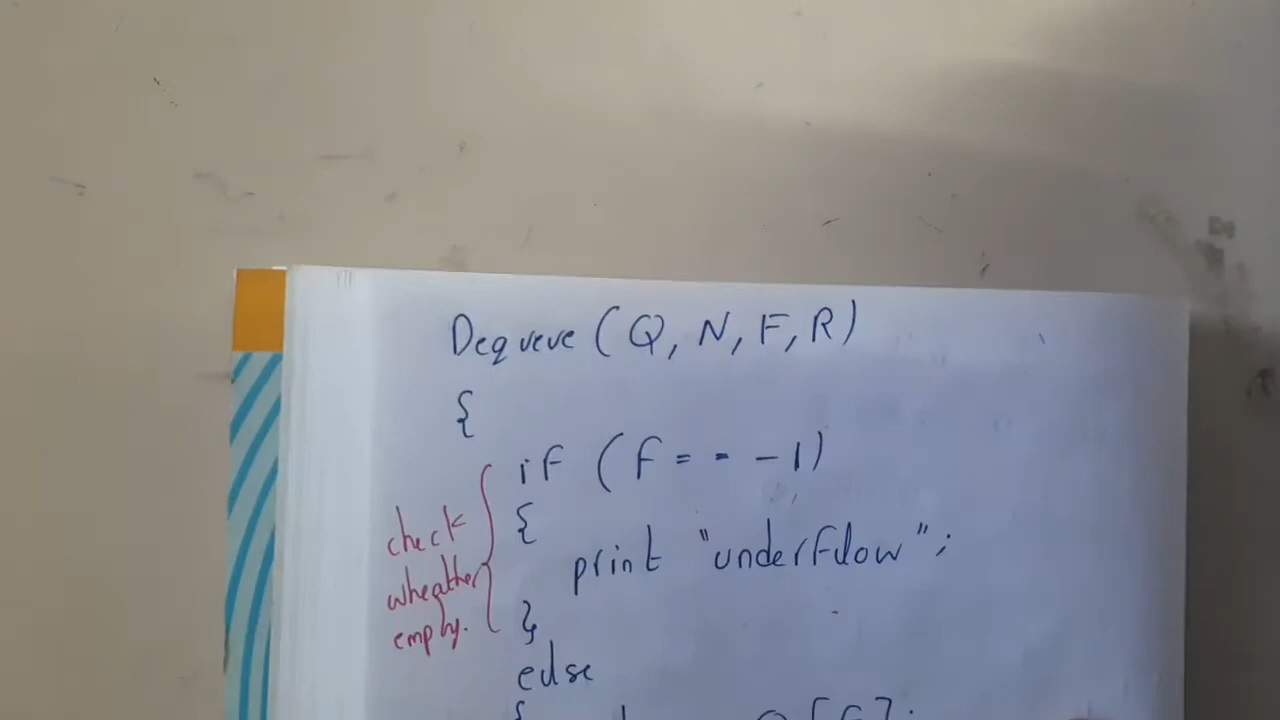 Dequeue (Q, N, F, R)
{
if (F = = -1)
{
print "underflow";
}
else
{
check
wheather
empty.